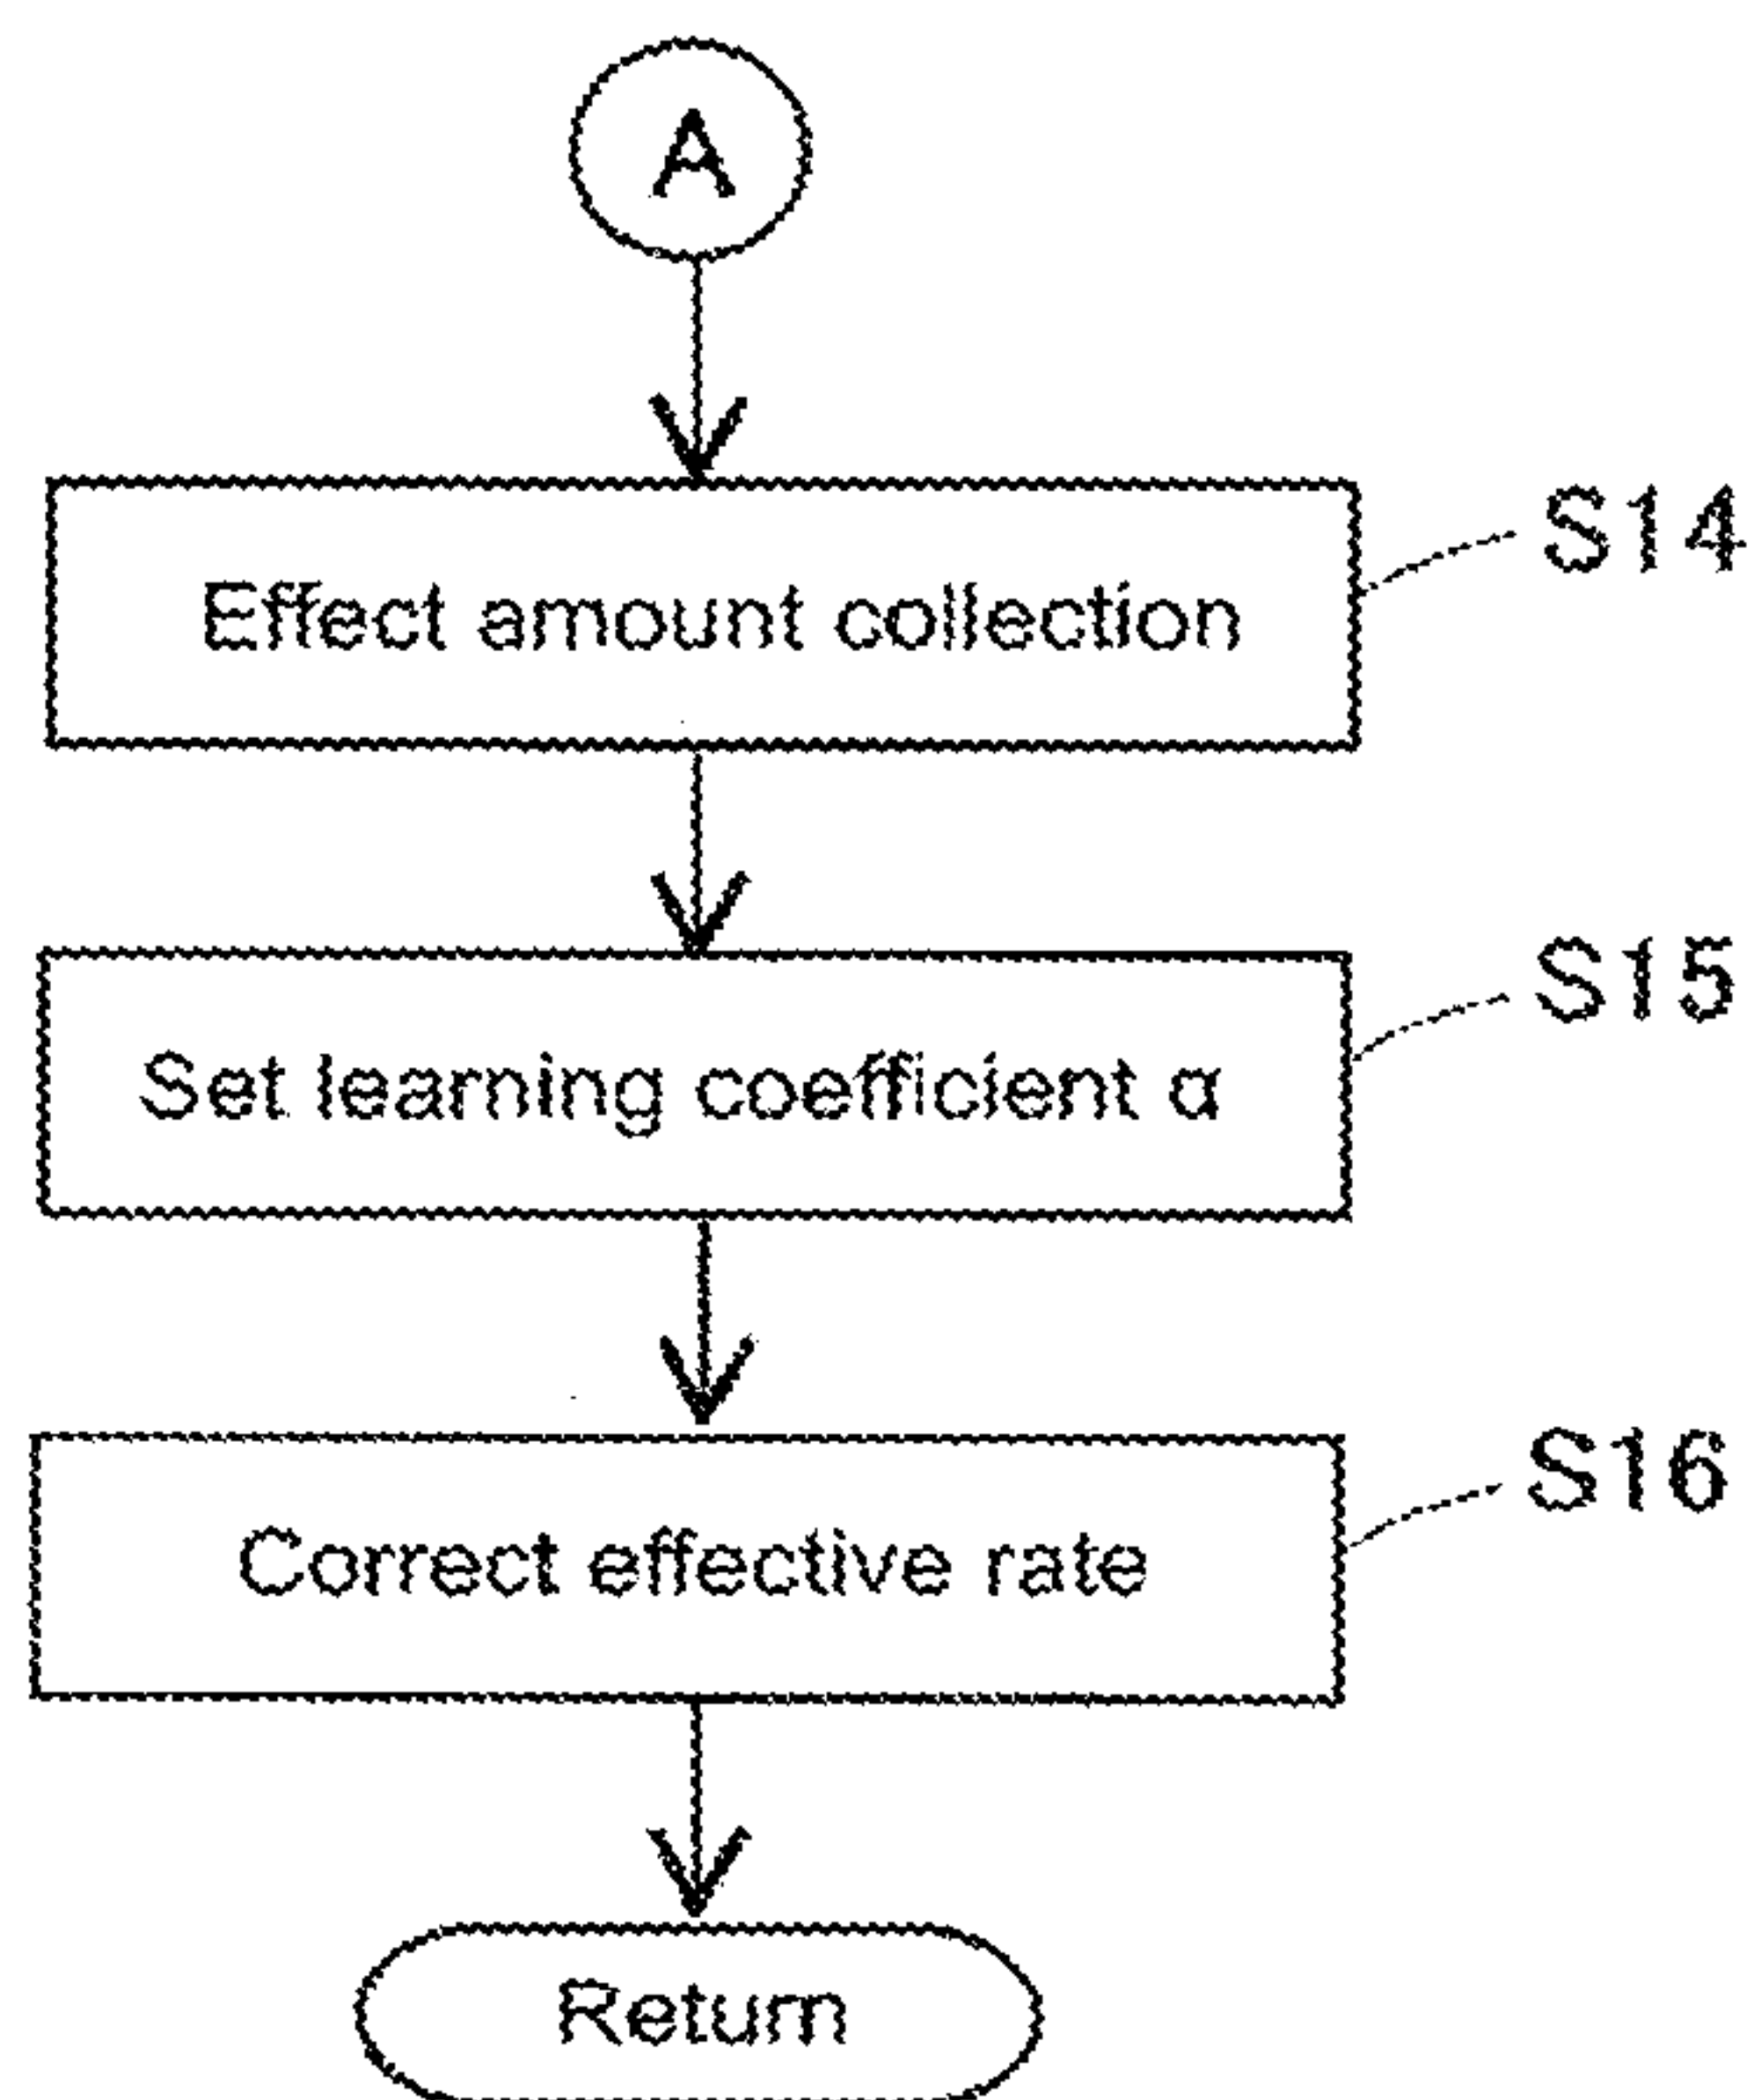 A
S14
Effect amount collection
S15
Set learning coefficient α
S16
Correct effective rate
Return